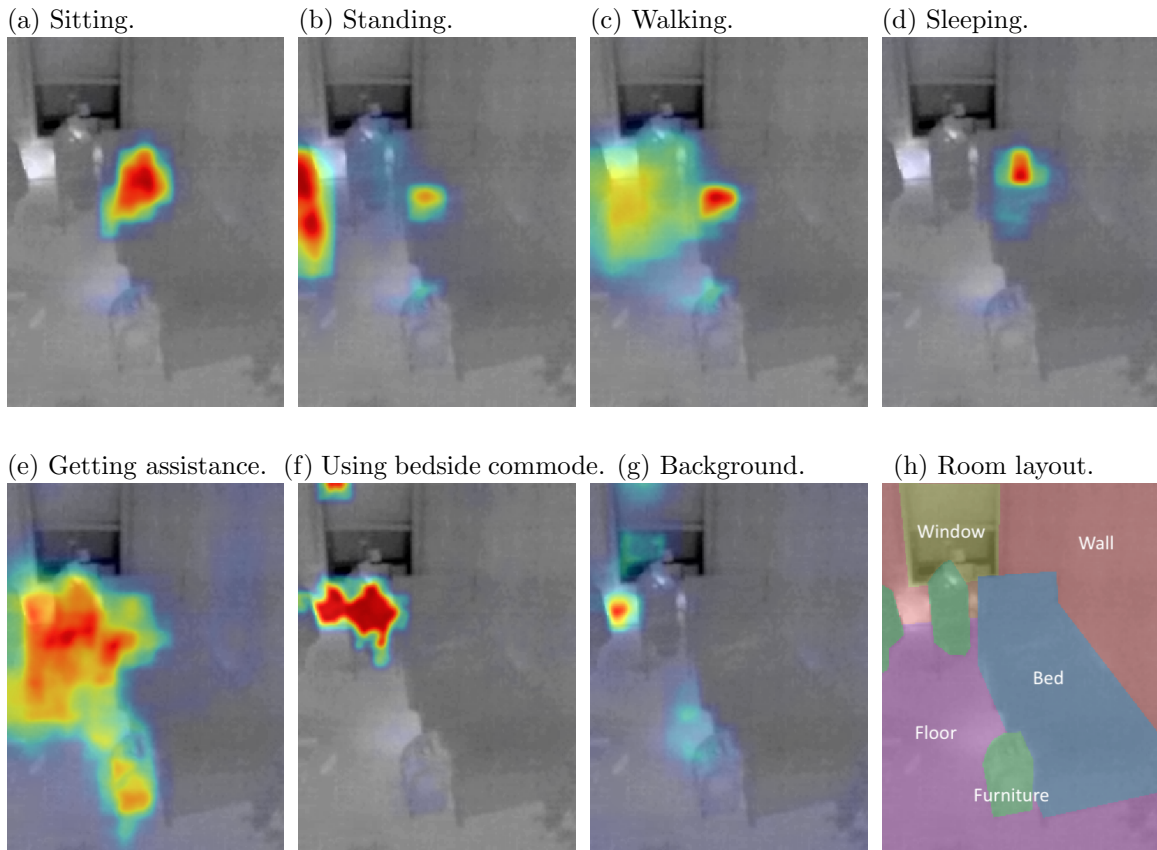 (a) Sitting.
(b) Standing.
(c) Walking.
(d) Sleeping.
(e) Getting assistance.
(f) Using bedside commode.
(g) Background.
(h) Room layout.
Window
Wall
Bed
Floor
Furniture